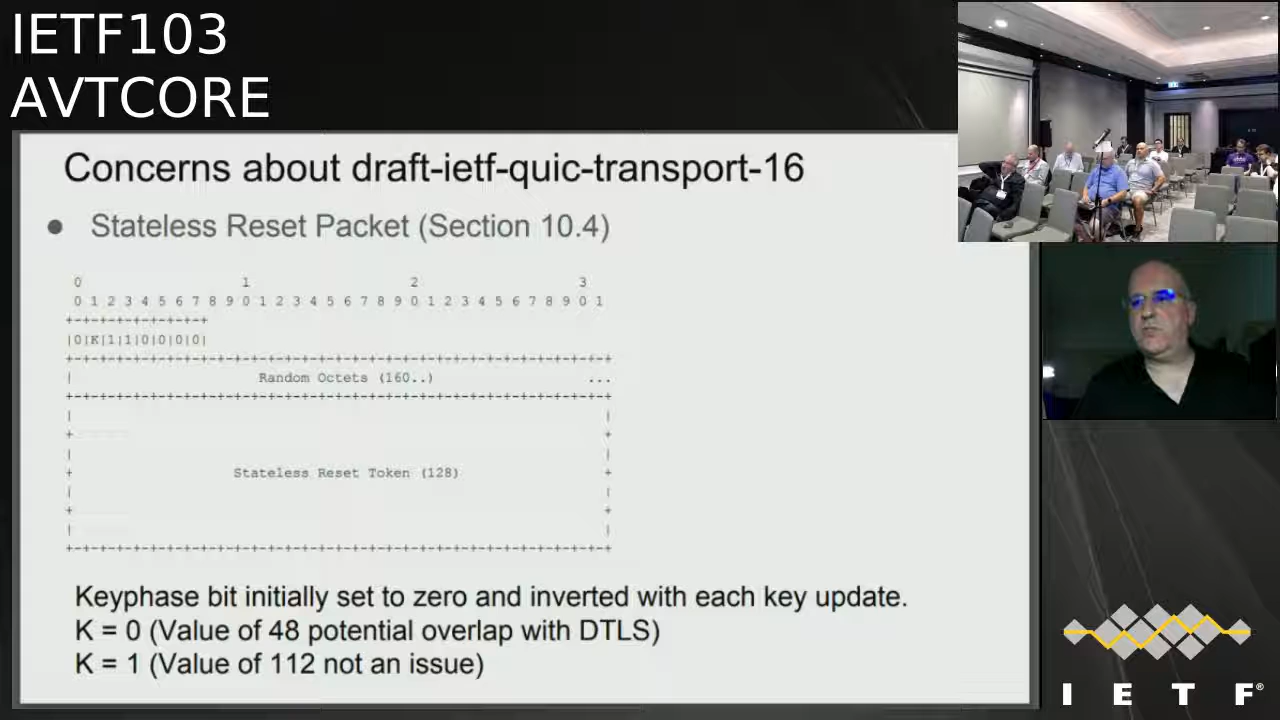 IETF103
AVTCORE
Concerns about draft-ietf-quic-transport-16
● Stateless Reset Packet (Section 10.4)
0 1 2 3
0 1 2 3 4 5 6 7 8 9 0 1 2 3 4 5 6 7 8 9 0 1 2 3 4 5 6 7 8 9 0 1
+-+-+-+-+-+-+-+-+
|0|K|1|1|0|0|0|0|
+-+-+-+-+-+-+-+-+-+-+-+-+-+-+-+-+-+-+-+-+-+-+-+-+-+-+-+-+-+-+-+-+
| Random Octets (160..) ...
+-+-+-+-+-+-+-+-+-+-+-+-+-+-+-+-+-+-+-+-+-+-+-+-+-+-+-+-+-+-+-+-+
| |
+ +
| |
+ Stateless Reset Token (128) +
| |
+ +
| |
+-+-+-+-+-+-+-+-+-+-+-+-+-+-+-+-+-+-+-+-+-+-+-+-+-+-+-+-+-+-+-+-+
Keyphase bit initially set to zero and inverted with each key update.
K = 0 (Value of 48 potential overlap with DTLS)
K = 1 (Value of 112 not an issue)
I E T F®